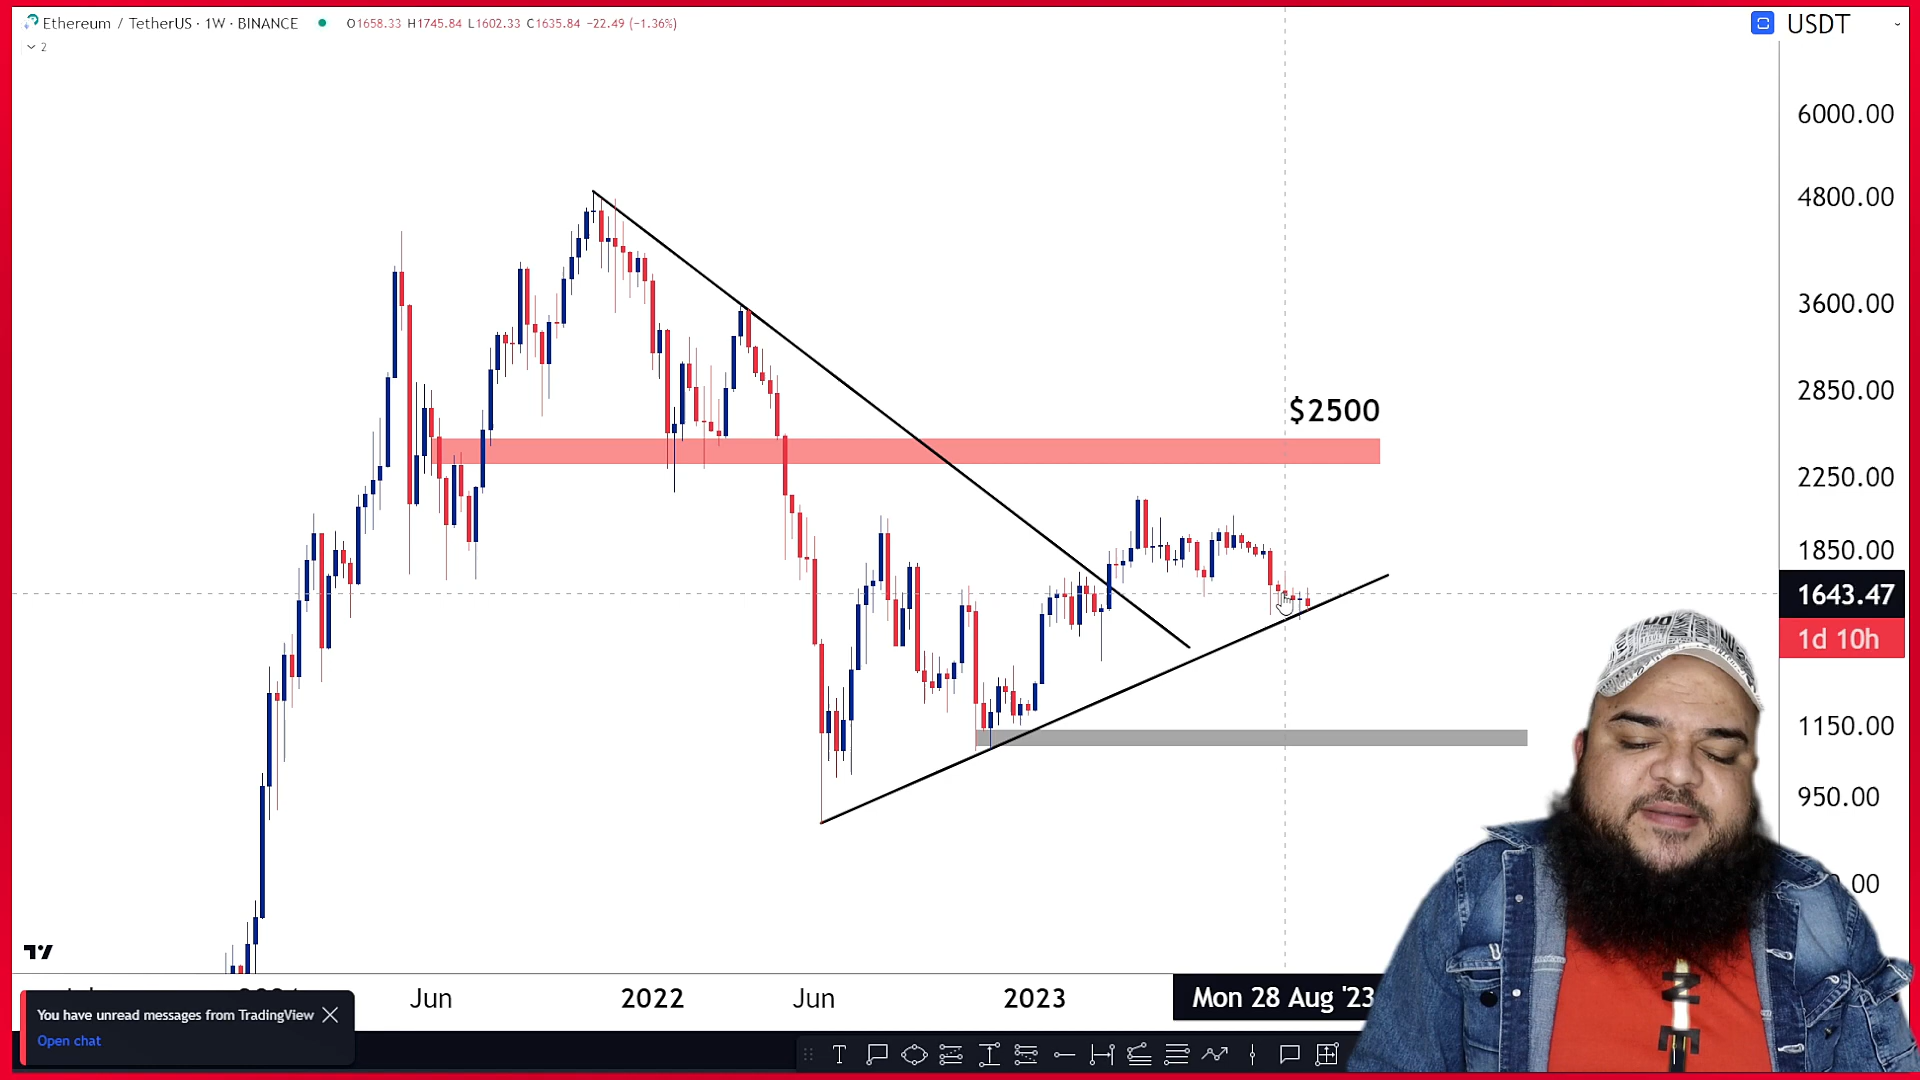 Ethereum / TetherUS · 1W · BINANCE O1658.33 H1745.84 L1602.33 C1635.84 −22.49 (−1.36%)
USDT
2
6000.00
4800.00
3600.00
$2500
2850.00
2250.00
1850.00
1643.47
1d 10h
1150.00
950.00
Jun
2022
Jun
2023
Mon 28 Aug '23
You have unread messages from TradingView
Open chat